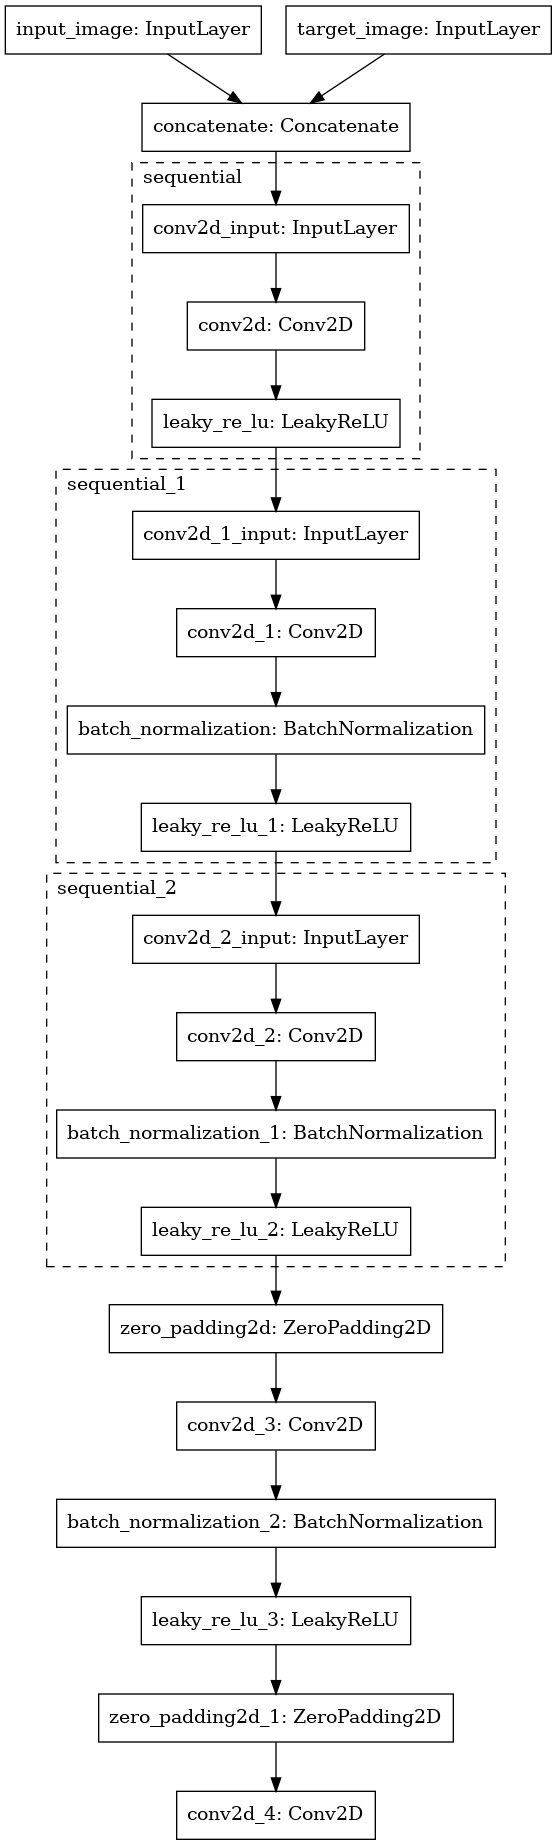 input_image: InputLayer
target_image: InputLayer
concatenate: Concatenate
sequential
conv2d_input: InputLayer
conv2d: Conv2D
leaky_re_lu: LeakyReLU
sequential_1
conv2d_1_input: InputLayer
conv2d_1: Conv2D
batch_normalization: BatchNormalization
leaky_re_lu_1: LeakyReLU
sequential_2
conv2d_2_input: InputLayer
conv2d_2: Conv2D
batch_normalization_1: BatchNormalization
leaky_re_lu_2: LeakyReLU
zero_padding2d: ZeroPadding2D
conv2d_3: Conv2D
batch_normalization_2: BatchNormalization
leaky_re_lu_3: LeakyReLU
zero_padding2d_1: ZeroPadding2D
conv2d_4: Conv2D